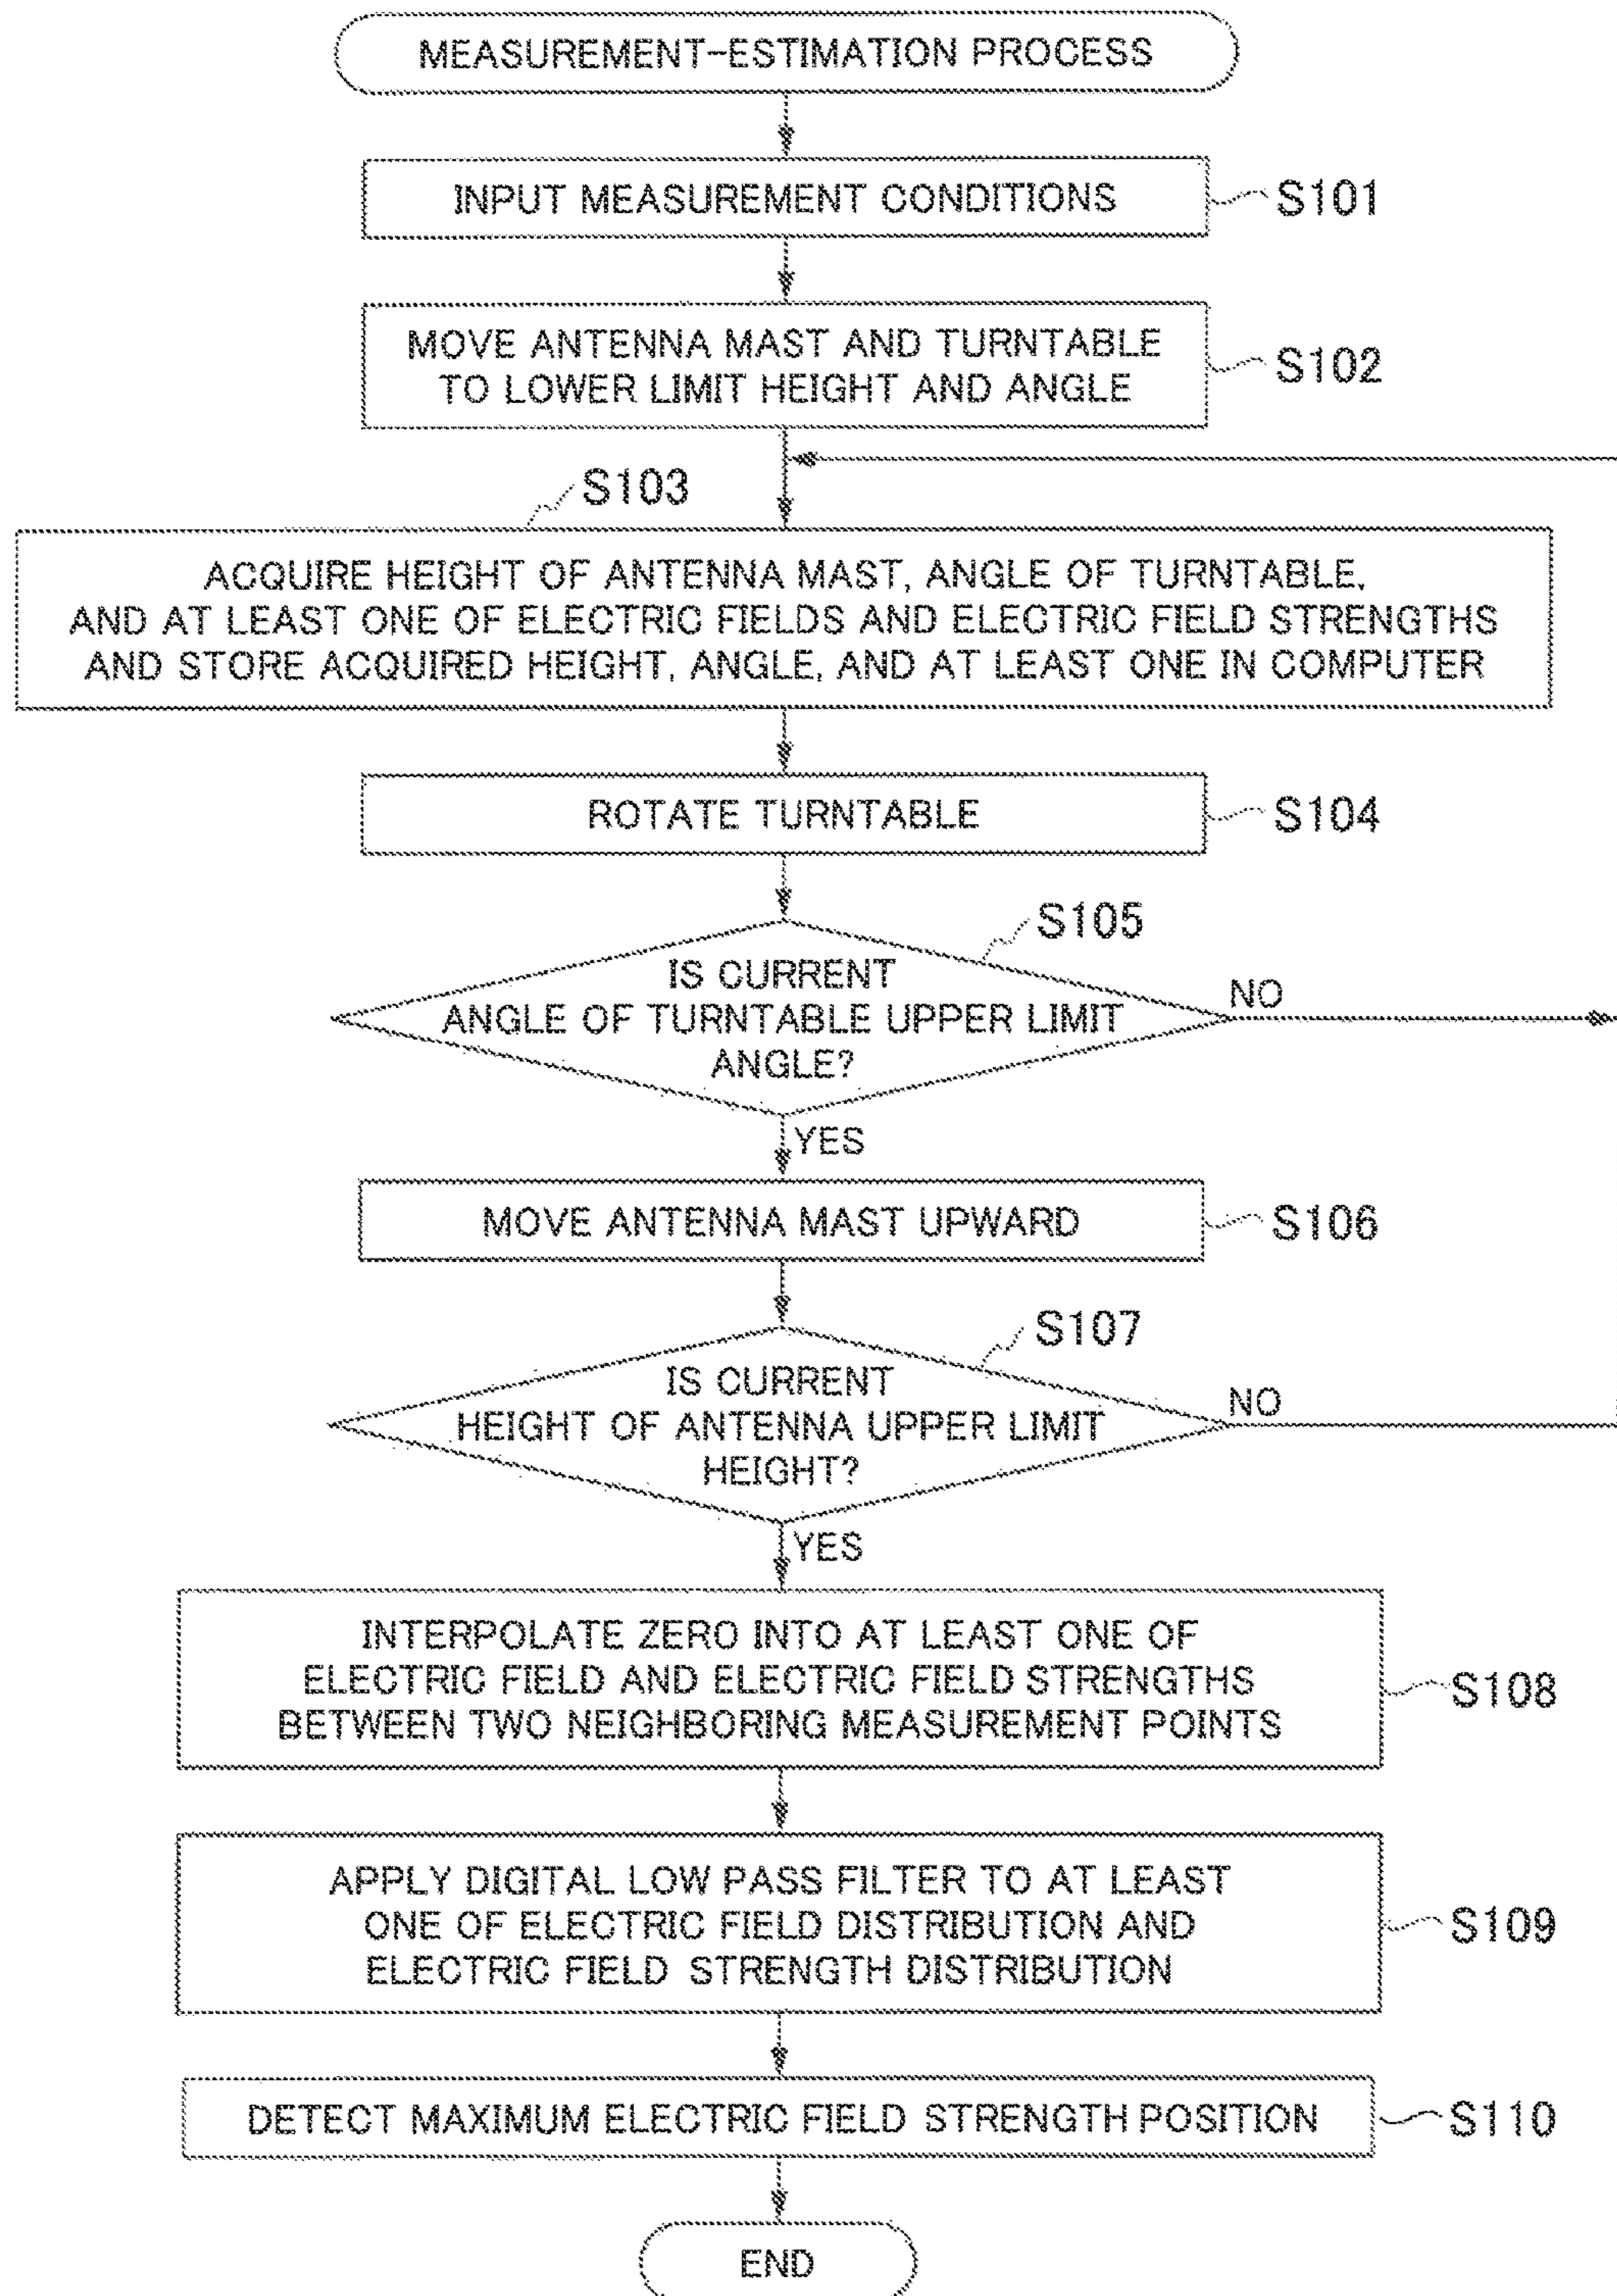 MEASUREMENT-ESTIMATION PROCESS
INPUT MEASUREMENT CONDITIONS
S101
MOVE ANTENNA MAST AND TURNTABLE
TO LOWER LIMIT HEIGHT AND ANGLE
S102
S103
ACQUIRE HEIGHT OF ANTENNA MAST, ANGLE OF TURNTABLE,
AND AT LEAST ONE OF ELECTRIC FIELDS AND ELECTRIC FIELD STRENGTHS
AND STORE ACQUIRED HEIGHT, ANGLE, AND AT LEAST ONE IN COMPUTER
ROTATE TURNTABLE
S104
S105
IS CURRENT
ANGLE OF TURNTABLE UPPER LIMIT
ANGLE?
NO
YES
MOVE ANTENNA MAST UPWARD
S106
S107
IS CURRENT
HEIGHT OF ANTENNA UPPER LIMIT
HEIGHT?
NO
YES
INTERPOLATE ZERO INTO AT LEAST ONE OF
ELECTRIC FIELD AND ELECTRIC FIELD STRENGTHS
BETWEEN TWO NEIGHBORING MEASUREMENT POINTS
S108
APPLY DIGITAL LOW PASS FILTER TO AT LEAST
ONE OF ELECTRIC FIELD DISTRIBUTION AND
ELECTRIC FIELD STRENGTH DISTRIBUTION
S109
DETECT MAXIMUM ELECTRIC FIELD STRENGTH POSITION
S110
END